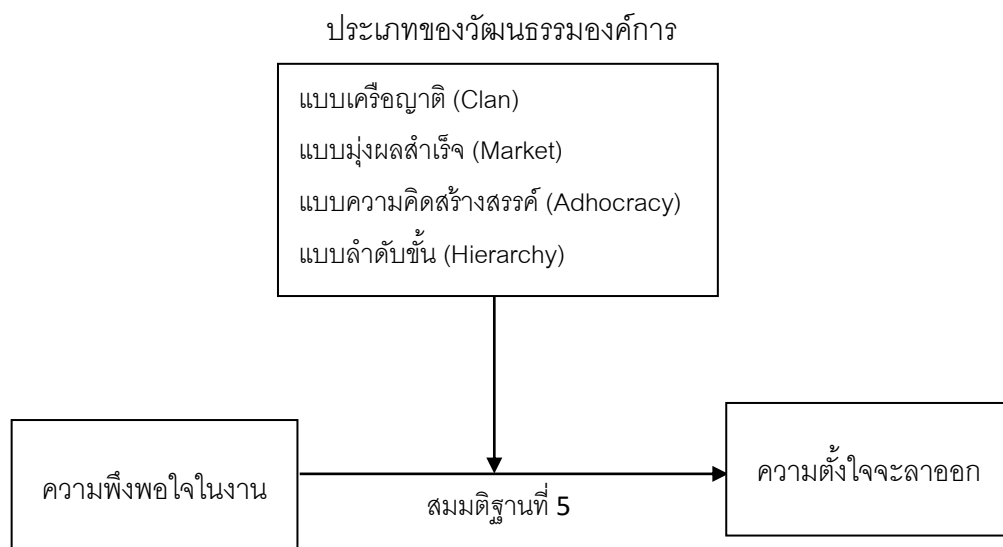 ประเภทของวัฒนธรรมองค์การ
แบบเครือญาติ (Clan)
แบบมุ่งผลสำเร็จ (Market)
แบบความคิดสร้างสรรค์ (Adhocracy)
แบบลำดับขั้น (Hierarchy)
ความพึงพอใจในงาน
สมมติฐานที่ 5
ความตั้งใจจะลาออก